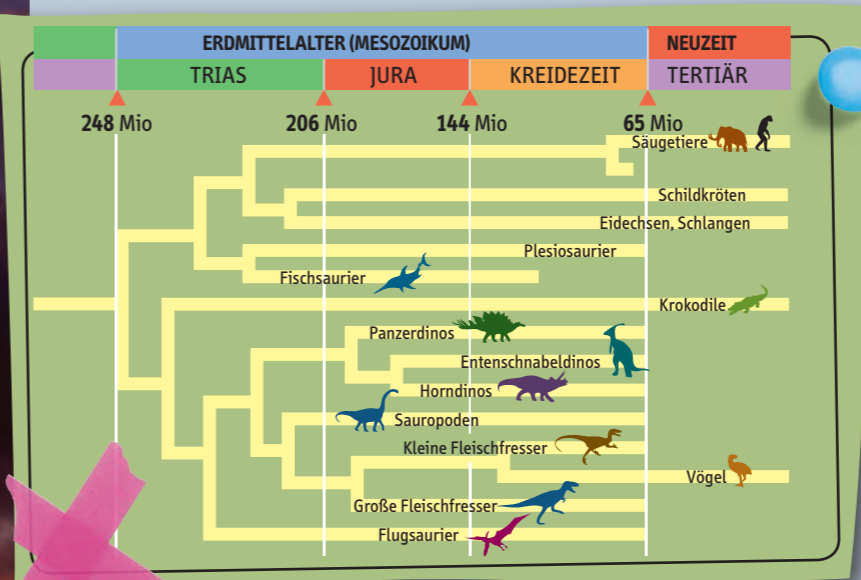 ERDMITTELALTER (MESOZOIKUM) NEUZEIT
TRIAS JURA KREIDEZEIT TERTIÄR
248 Mio 206 Mio 144 Mio 65 Mio
Säugetiere
Schildkröten
Eidechsen, Schlangen
Plesiosaurier
Fischsaurier
Krokodile
Panzerdinos
Entenschnabeldinos
Horndinos
Sauropoden
Kleine Fleischfresser
Vögel
Große Fleischfresser
Flugsaurier